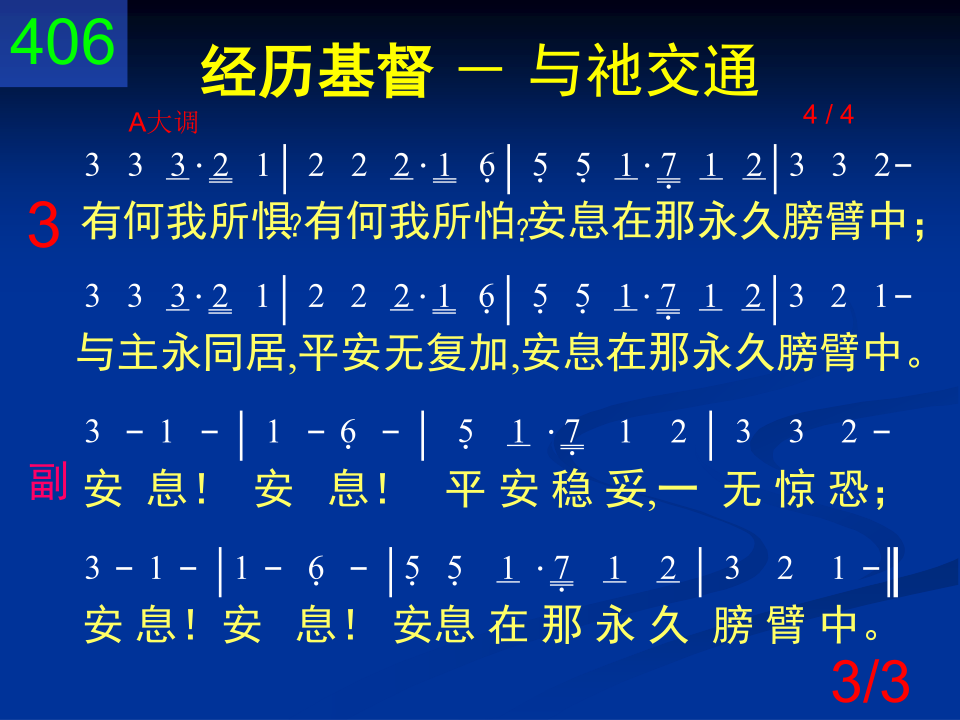 406
经历基督 － 与祂交通
A大调
4 / 4
3 3 3 · 2 1 | 2 2 2 · 1 6̣ | 5̣ 5̣ 1 · 7̣ 1 2 | 3 3 2 -
3 有何我所惧?有何我所怕?安息在那永久膀臂中；
3 3 3 · 2 1 | 2 2 2 · 1 6̣ | 5̣ 5̣ 1 · 7̣ 1 2 | 3 2 1 -
与主永同居,平安无复加,安息在那永久膀臂中。
3 - 1 - | 1 - 6̣ - | 5̣ 1 · 7̣ 1 2 | 3 3 2 -
副 安 息！ 安 息！ 平 安 稳 妥,一 无 惊 恐；
3 - 1 - | 1 - 6̣ - | 5̣ 5̣ 1 · 7̣ 1 2 | 3 2 1 - ‖
安 息！安 息！ 安息 在 那 永 久 膀 臂 中。
3/3